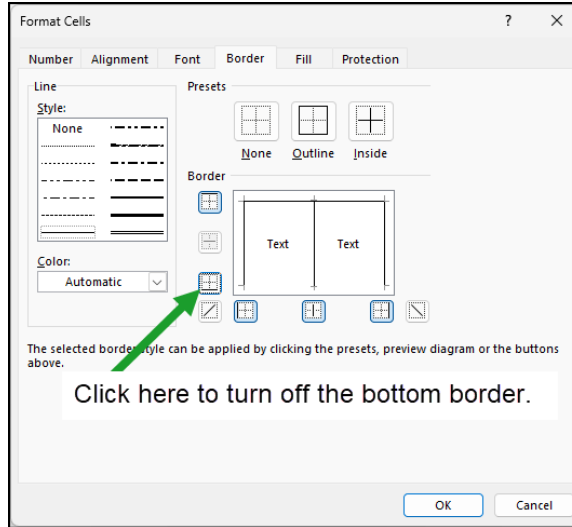 Format Cells
?
Number Alignment Font Border Fill Protection
Line
Style:
None
Color:
Automatic
Presets
None Outline Inside
Border
Text Text
The selected border style can be applied by clicking the presets, preview diagram or the buttons
above.
Click here to turn off the bottom border.
OK Cancel